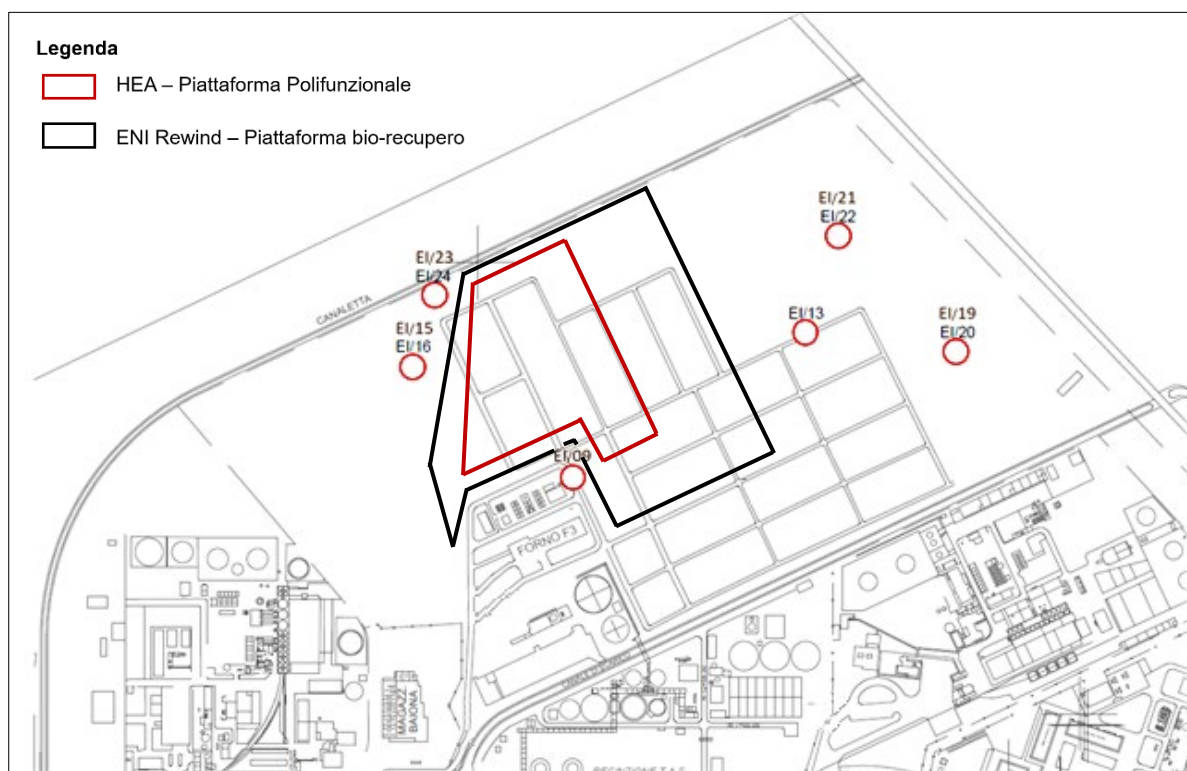 Legenda
HEA – Piattaforma Polifunzionale
ENI Rewind – Piattaforma bio-recupero
EI/21
EI/22
EI/23
EI/24
CANALETTA
EI/15
EI/16
EI/13
EI/19
EI/20
EI/09
FORNO F3
MAGAZZ.
BAIONA